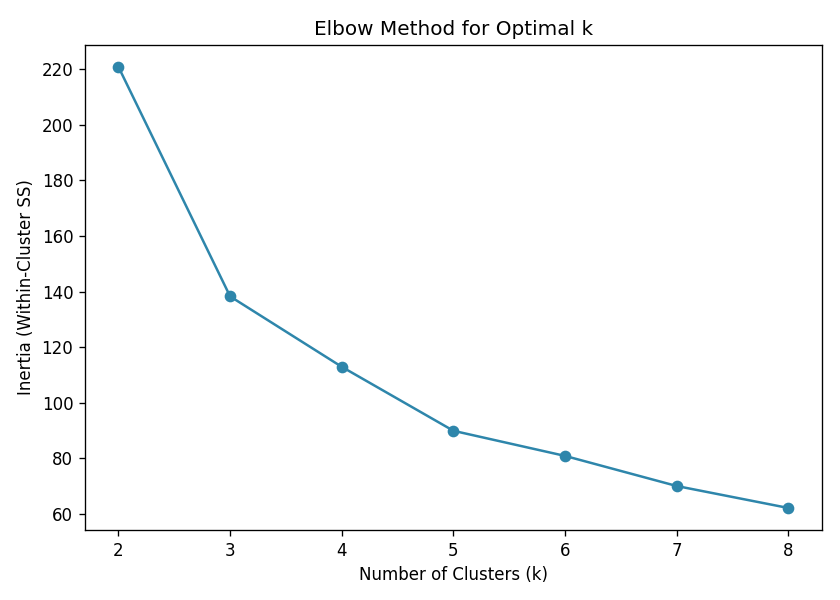 Elbow Method for Optimal k
220
200
180
160
140
120
100
80
60
Inertia (Within-Cluster SS)
2 3 4 5 6 7 8
Number of Clusters (k)